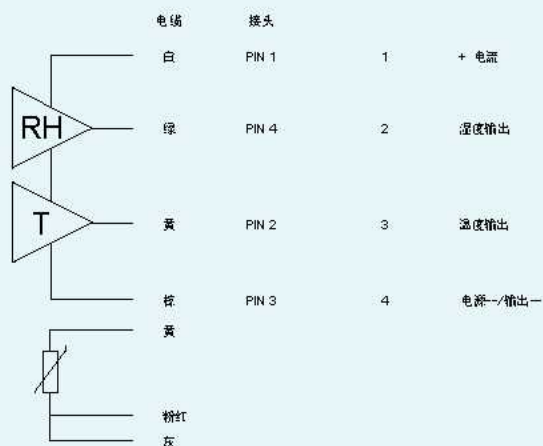 电缆 接头
白 PIN 1 1 + 电流
RH 绿 PIN 4 2 湿度输出
T 黄 PIN 2 3 温度输出
棕 PIN 3 4 电源--/输出一
黄
粉红
灰